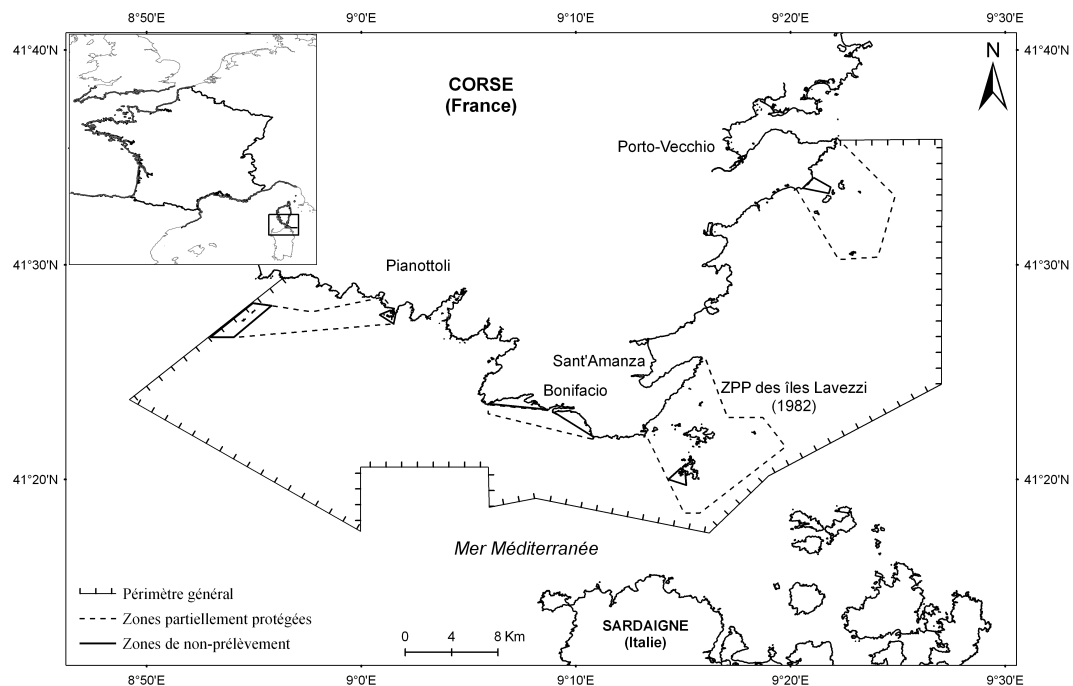 8°50'E
9°0'E
9°10'E
9°20'E
9°30'E
41°40'N
41°40'N
N
CORSE
(France)
Porto-Vecchio
41°30'N
41°30'N
Pianottoli
Sant'Amanza
Bonifacio
ZPP des îles Lavezzi
(1982)
41°20'N
41°20'N
Mer Méditerranée
Périmètre général
Zones partiellement protégées
Zones de non-prélèvement
0 4 8 Km
SARDAIGNE
(Italie)
8°50'E
9°0'E
9°10'E
9°20'E
9°30'E